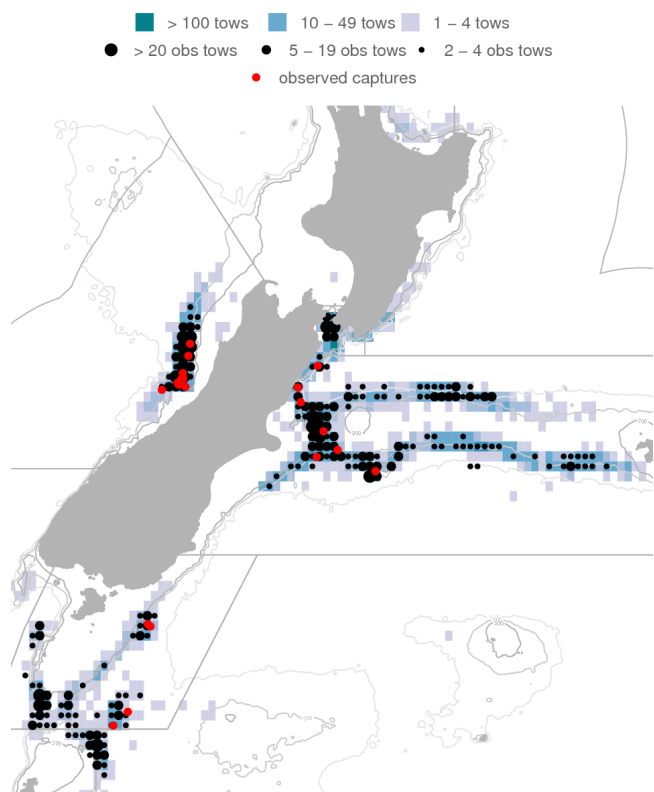 > 100 tows 10 − 49 tows 1 − 4 tows
> 20 obs tows 5 − 19 obs tows 2 − 4 obs tows
observed captures